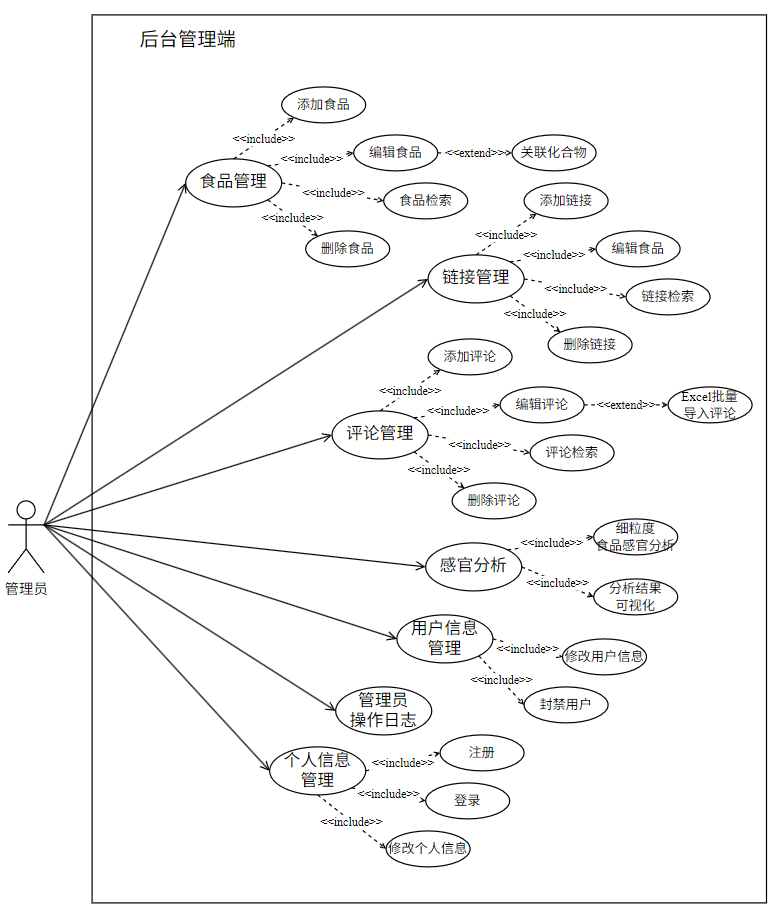 后台管理端
添加食品
<<include>>
<<include>>
编辑食品
<<extend>>
关联化合物
食品管理
<<include>>
食品检索
<<include>>
删除食品
添加链接
<<include>>
<<include>>
编辑食品
链接管理
<<include>>
链接检索
<<include>>
删除链接
添加评论
<<include>>
<<include>>
编辑评论
<<extend>>
Excel批量
导入评论
评论管理
<<include>>
评论检索
<<include>>
删除评论
管理员
感官分析
<<include>>
细粒度
食品感官分析
<<include>>
分析结果
可视化
用户信息
管理
<<include>>
修改用户信息
<<include>>
封禁用户
管理员
操作日志
个人信息
管理
<<include>>
注册
<<include>>
登录
<<include>>
修改个人信息